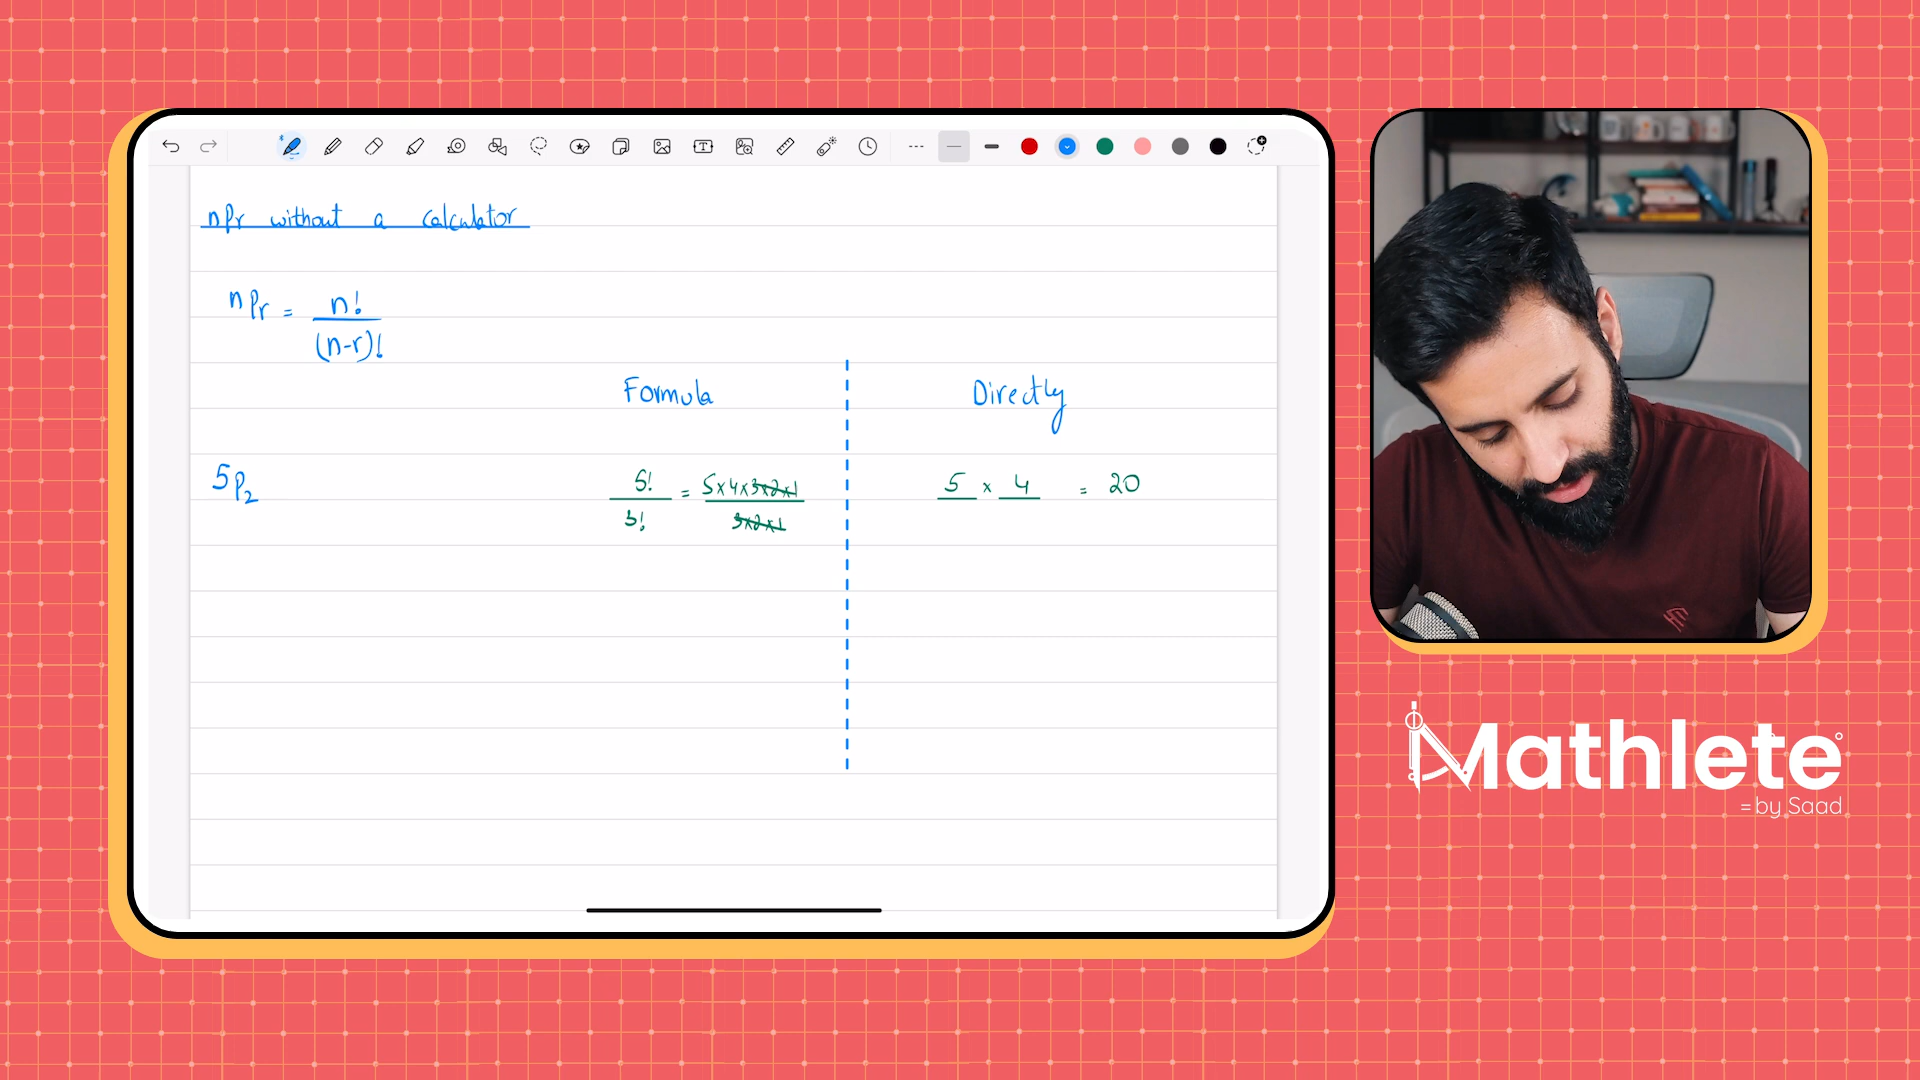 nPr without a calculator
nPr = n!
(n-r)!
Formula
Directly
5P2
5! = 5x4x3x2x1
3! 3x2x1
5 x 4 = 20
Mathlete
= by Saad